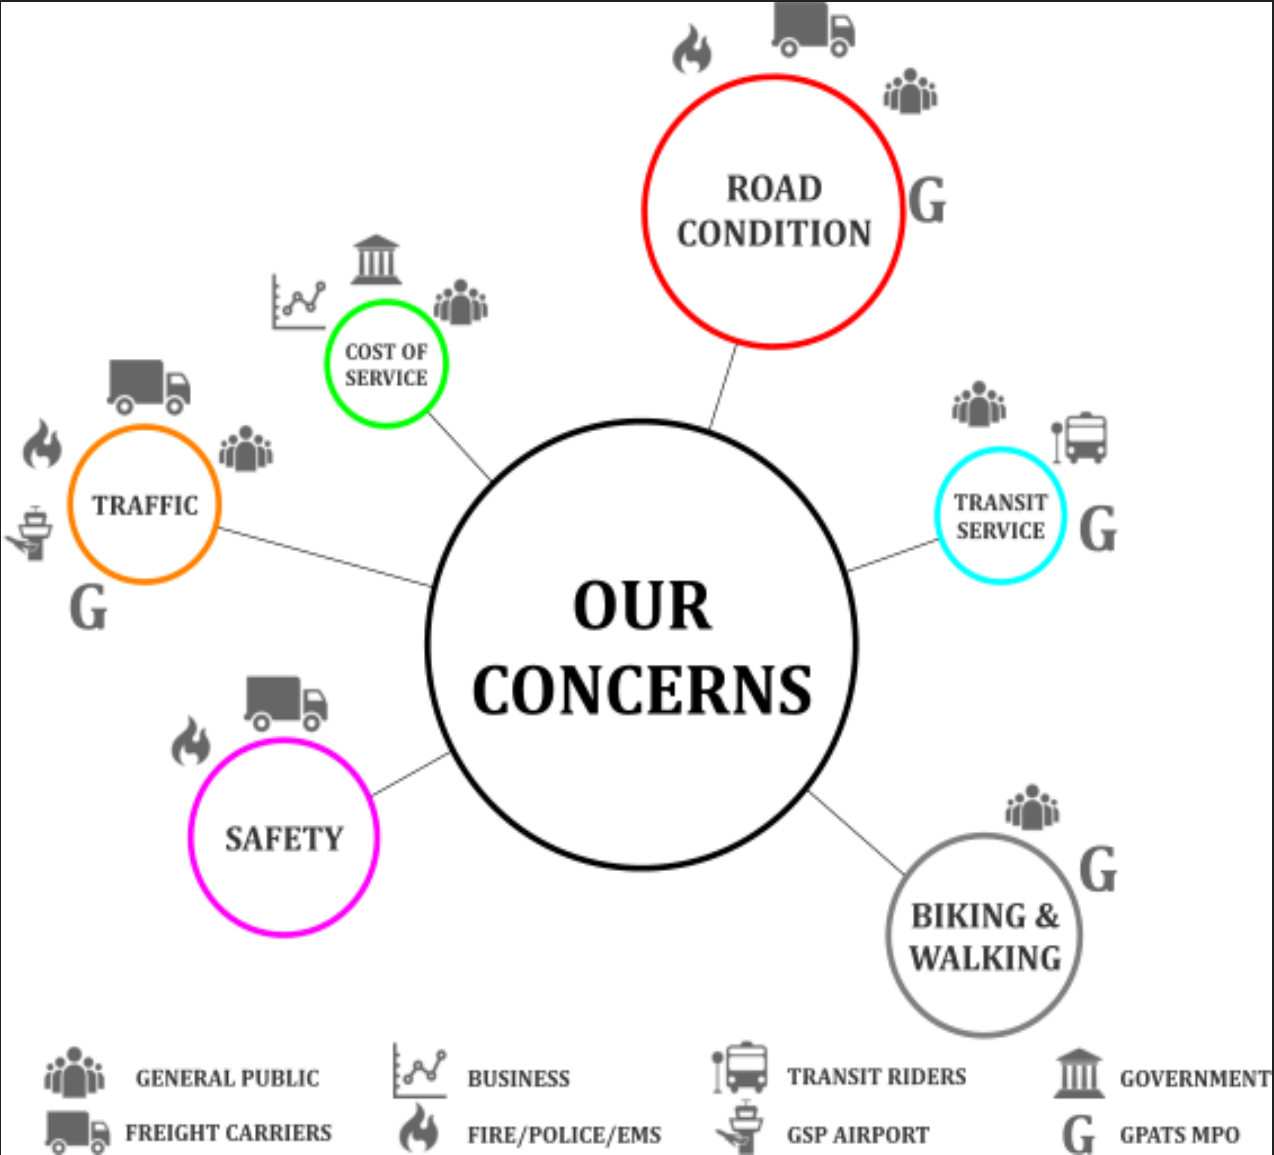 ROAD
CONDITION
G
COST OF
SERVICE
TRAFFIC
G
TRANSIT
SERVICE
G
OUR
CONCERNS
SAFETY
G
BIKING &
WALKING
GENERAL PUBLIC
BUSINESS
TRANSIT RIDERS
GOVERNMENT
FREIGHT CARRIERS
FIRE/POLICE/EMS
GSP AIRPORT
G GPATS MPO